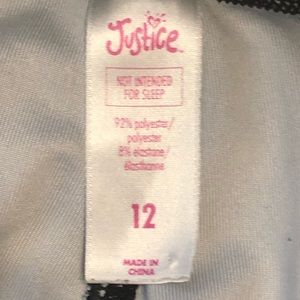 Justice
NOT INTENDED
FOR SLEEP
92% polyester/
polyester
8% elastane/
élasthanne
12
MADE IN
CHINA